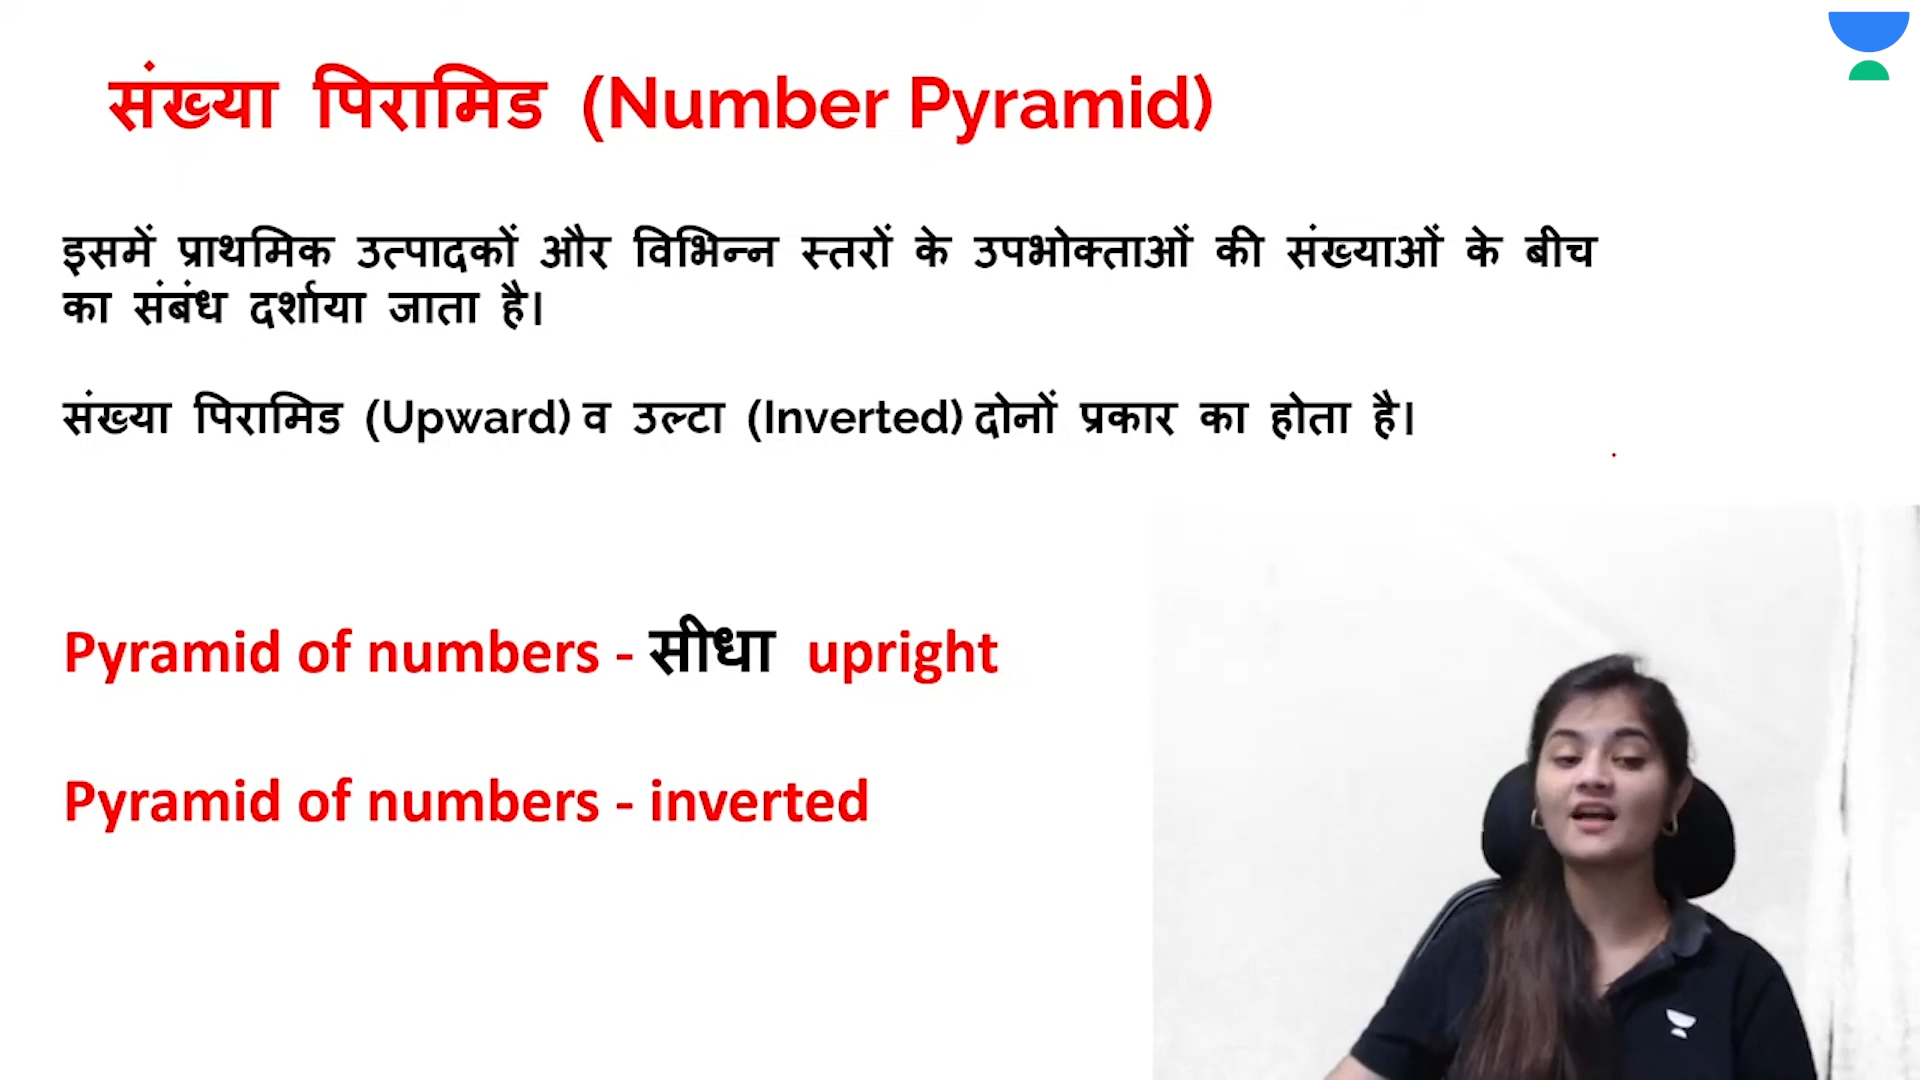 संख्या पिरामिड (Number Pyramid)
इसमें प्राथमिक उत्पादकों और विभिन्न स्तरों के उपभोक्ताओं की संख्याओं के बीच
का संबंध दर्शाया जाता है।
संख्या पिरामिड (Upward) व उल्टा (Inverted) दोनों प्रकार का होता है।
Pyramid of numbers - सीधा upright
Pyramid of numbers - inverted